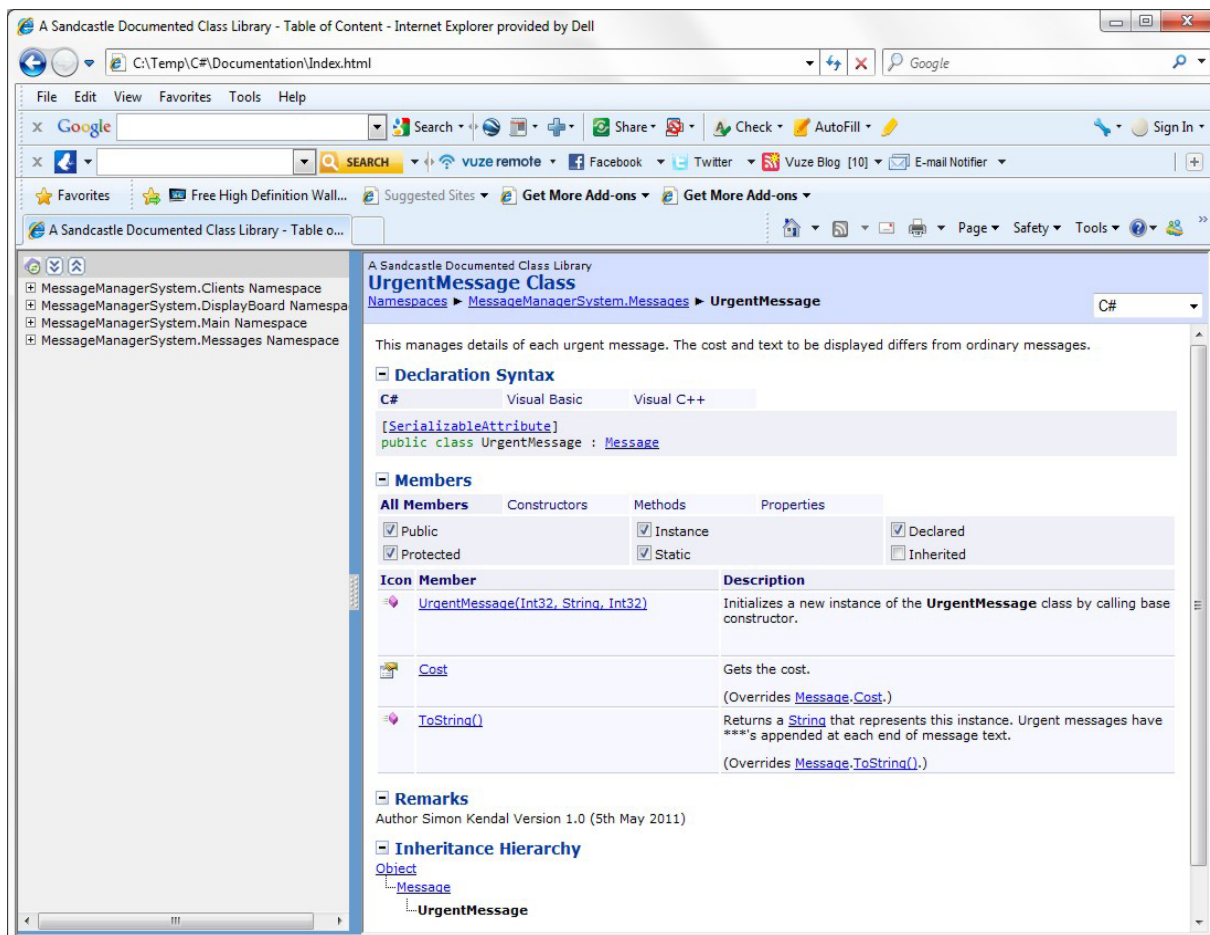 A Sandcastle Documented Class Library - Table of Content - Internet Explorer provided by Dell
C:\Temp\C#\Documentation\Index.html
Google
File Edit View Favorites Tools Help
x Google Search Share Check AutoFill Sign In
x SEARCH vuze remote Facebook Twitter Vuze Blog [10] E-mail Notifier
Favorites Free High Definition Wall... Suggested Sites Get More Add-ons Get More Add-ons
A Sandcastle Documented Class Library - Table o... Page Safety Tools
MessageManagerSystem.Clients Namespace
MessageManagerSystem.DisplayBoard Namespa
MessageManagerSystem.Main Namespace
MessageManagerSystem.Messages Namespace
A Sandcastle Documented Class Library
UrgentMessage Class
Namespaces ► MessageManagerSystem.Messages ► UrgentMessage
C#
This manages details of each urgent message. The cost and text to be displayed differs from ordinary messages.
Declaration Syntax
C# Visual Basic Visual C++
[SerializableAttribute]
public class UrgentMessage : Message
Members
All Members Constructors Methods Properties
Public Instance Declared
Protected Static Inherited
Icon Member Description
UrgentMessage(Int32, String, Int32) Initializes a new instance of the UrgentMessage class by calling base
constructor.
Cost Gets the cost.
(Overrides Message.Cost.)
ToString() Returns a String that represents this instance. Urgent messages have
***'s appended at each end of message text.
(Overrides Message.ToString().)
Remarks
Author Simon Kendal Version 1.0 (5th May 2011)
Inheritance Hierarchy
Object
Message
UrgentMessage